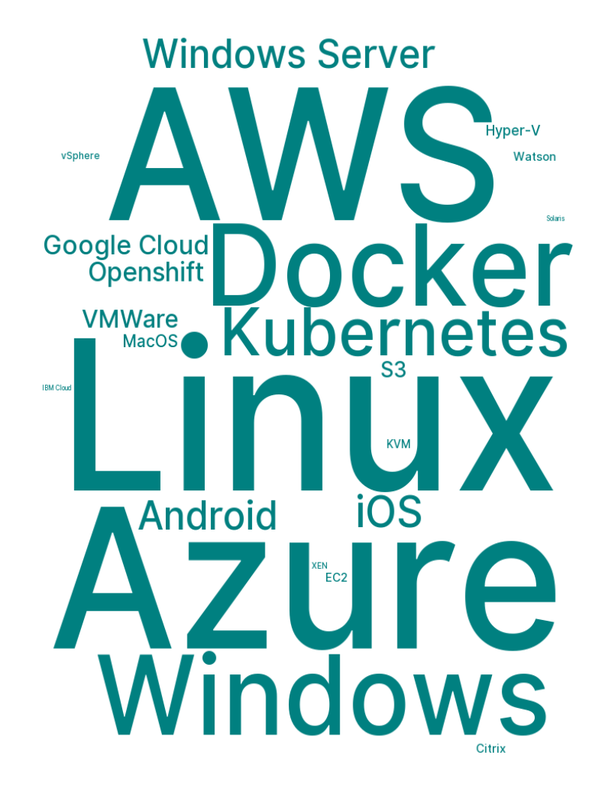 Windows Server
AWS
Hyper-V
vSphere
Watson
Solaris
Google Cloud
Docker
Openshift
VMWare
Kubernetes
MacOS
S3
Linux
IBM Cloud
KVM
Android
iOS
Azure
XEN
EC2
Windows
Citrix